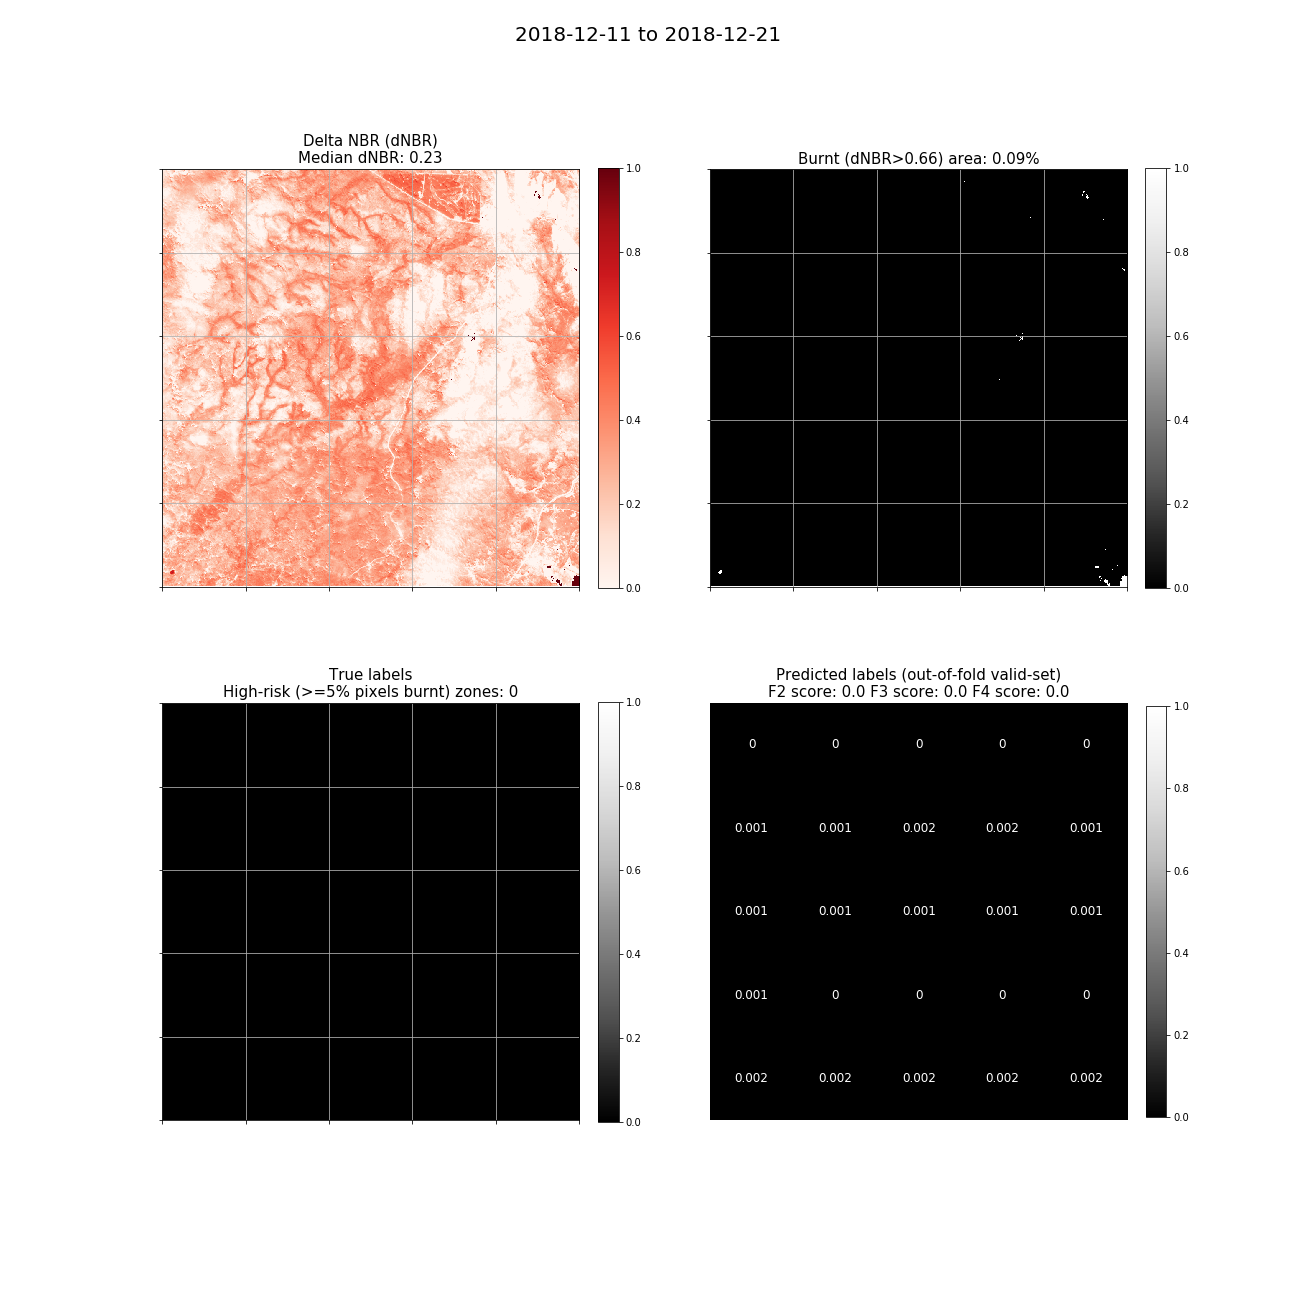 2018-12-11 to 2018-12-21
Delta NBR (dNBR)
Median dNBR: 0.23
1.0
0.8
0.6
0.4
0.2
0.0
Burnt (dNBR>0.66) area: 0.09%
1.0
0.8
0.6
0.4
0.2
0.0
True labels
High-risk (>=5% pixels burnt) zones: 0
1.0
0.8
0.6
0.4
0.2
0.0
Predicted labels (out-of-fold valid-set)
F2 score: 0.0 F3 score: 0.0 F4 score: 0.0
0 0 0 0 0
0.001 0.001 0.002 0.002 0.001
0.001 0.001 0.001 0.001 0.001
0.001 0 0 0 0
0.002 0.002 0.002 0.002 0.002
1.0
0.8
0.6
0.4
0.2
0.0